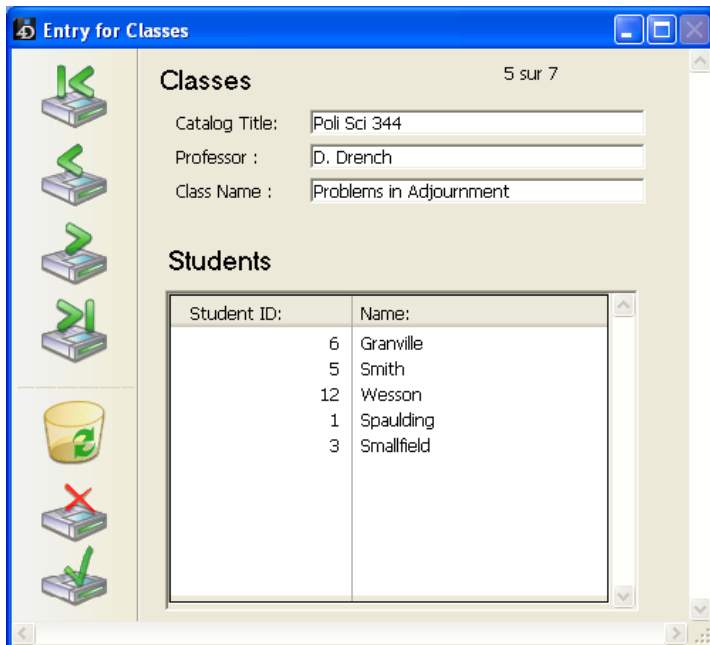 4D Entry for Classes
Classes
5 sur 7
Catalog Title: Poli Sci 344
Professor : D. Drench
Class Name : Problems in Adjournment
Students
Student ID: Name:
6 Granville
5 Smith
12 Wesson
1 Spaulding
3 Smallfield